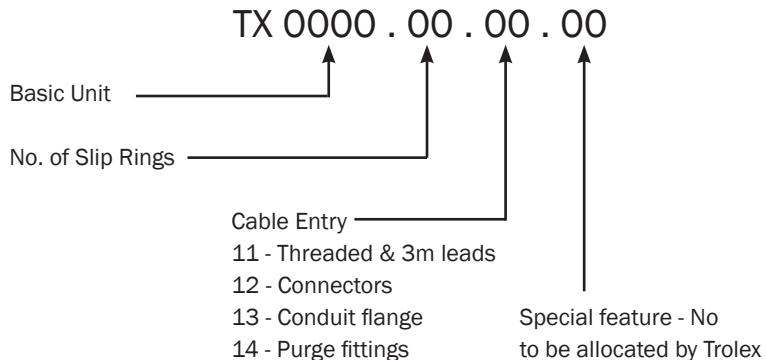 TX 0000 . 00 . 00 . 00
Basic Unit
No. of Slip Rings
Cable Entry
11 - Threaded & 3m leads
12 - Connectors
13 - Conduit flange
14 - Purge fittings
Special feature - No
to be allocated by Trolex